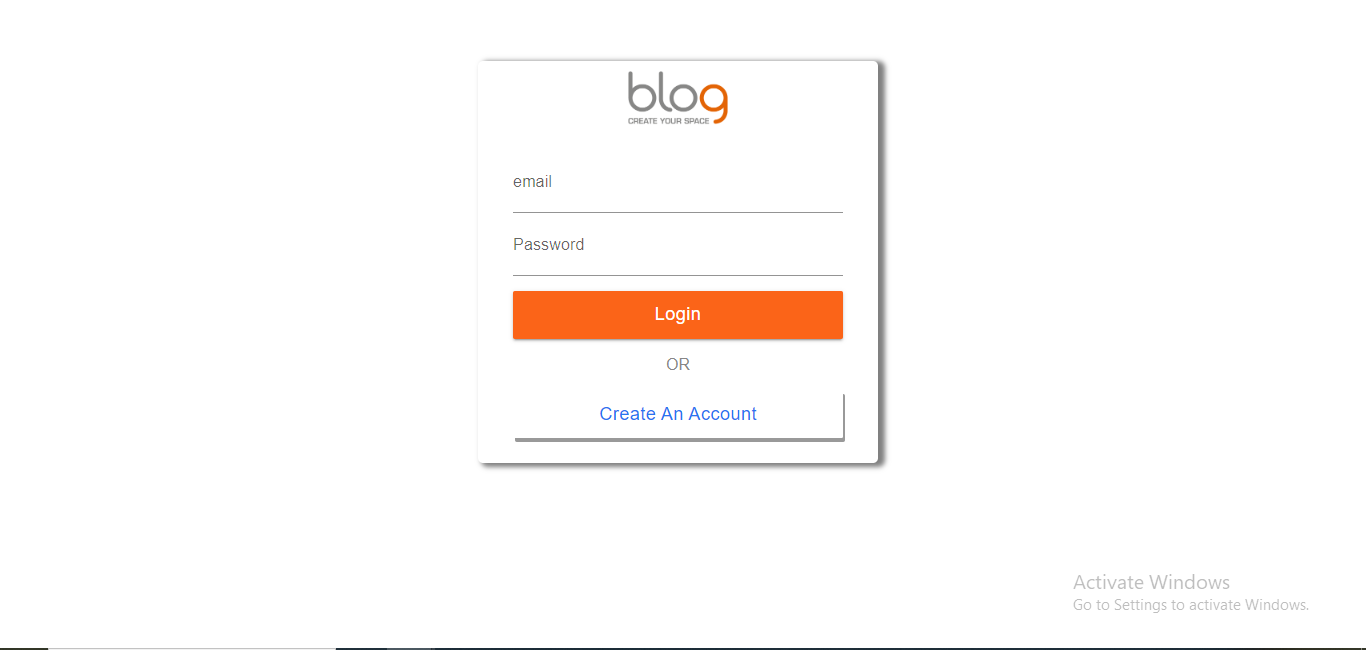 blog
CREATE YOUR SPACE
email
Password
Login
OR
Create An Account
Activate Windows
Go to Settings to activate Windows.